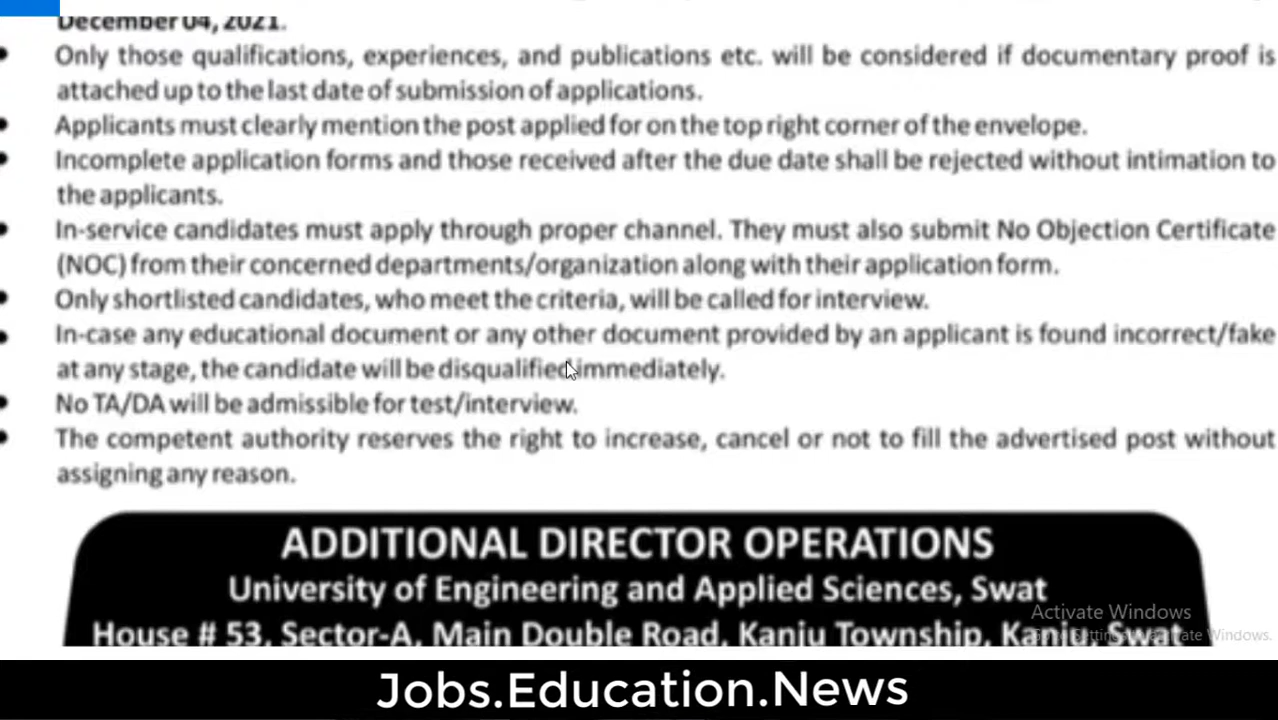 December 04, 2021.
Only those qualifications, experiences, and publications etc. will be considered if documentary proof is
attached up to the last date of submission of applications.
Applicants must clearly mention the post applied for on the top right corner of the envelope.
Incomplete application forms and those received after the due date shall be rejected without intimation to
the applicants.
In-service candidates must apply through proper channel. They must also submit No Objection Certificate
(NOC) from their concerned departments/organization along with their application form.
Only shortlisted candidates, who meet the criteria, will be called for interview.
In-case any educational document or any other document provided by an applicant is found incorrect/fake
at any stage, the candidate will be disqualified immediately.
No TA/DA will be admissible for test/interview.
The competent authority reserves the right to increase, cancel or not to fill the advertised post without
assigning any reason.
ADDITIONAL DIRECTOR OPERATIONS
University of Engineering and Applied Sciences, Swat
Activate Windows
House # 53, Sector-A, Main Double Road, Kanju Township, Kanju, Swat
Go to Settings to activate Windows.
Jobs.Education.News